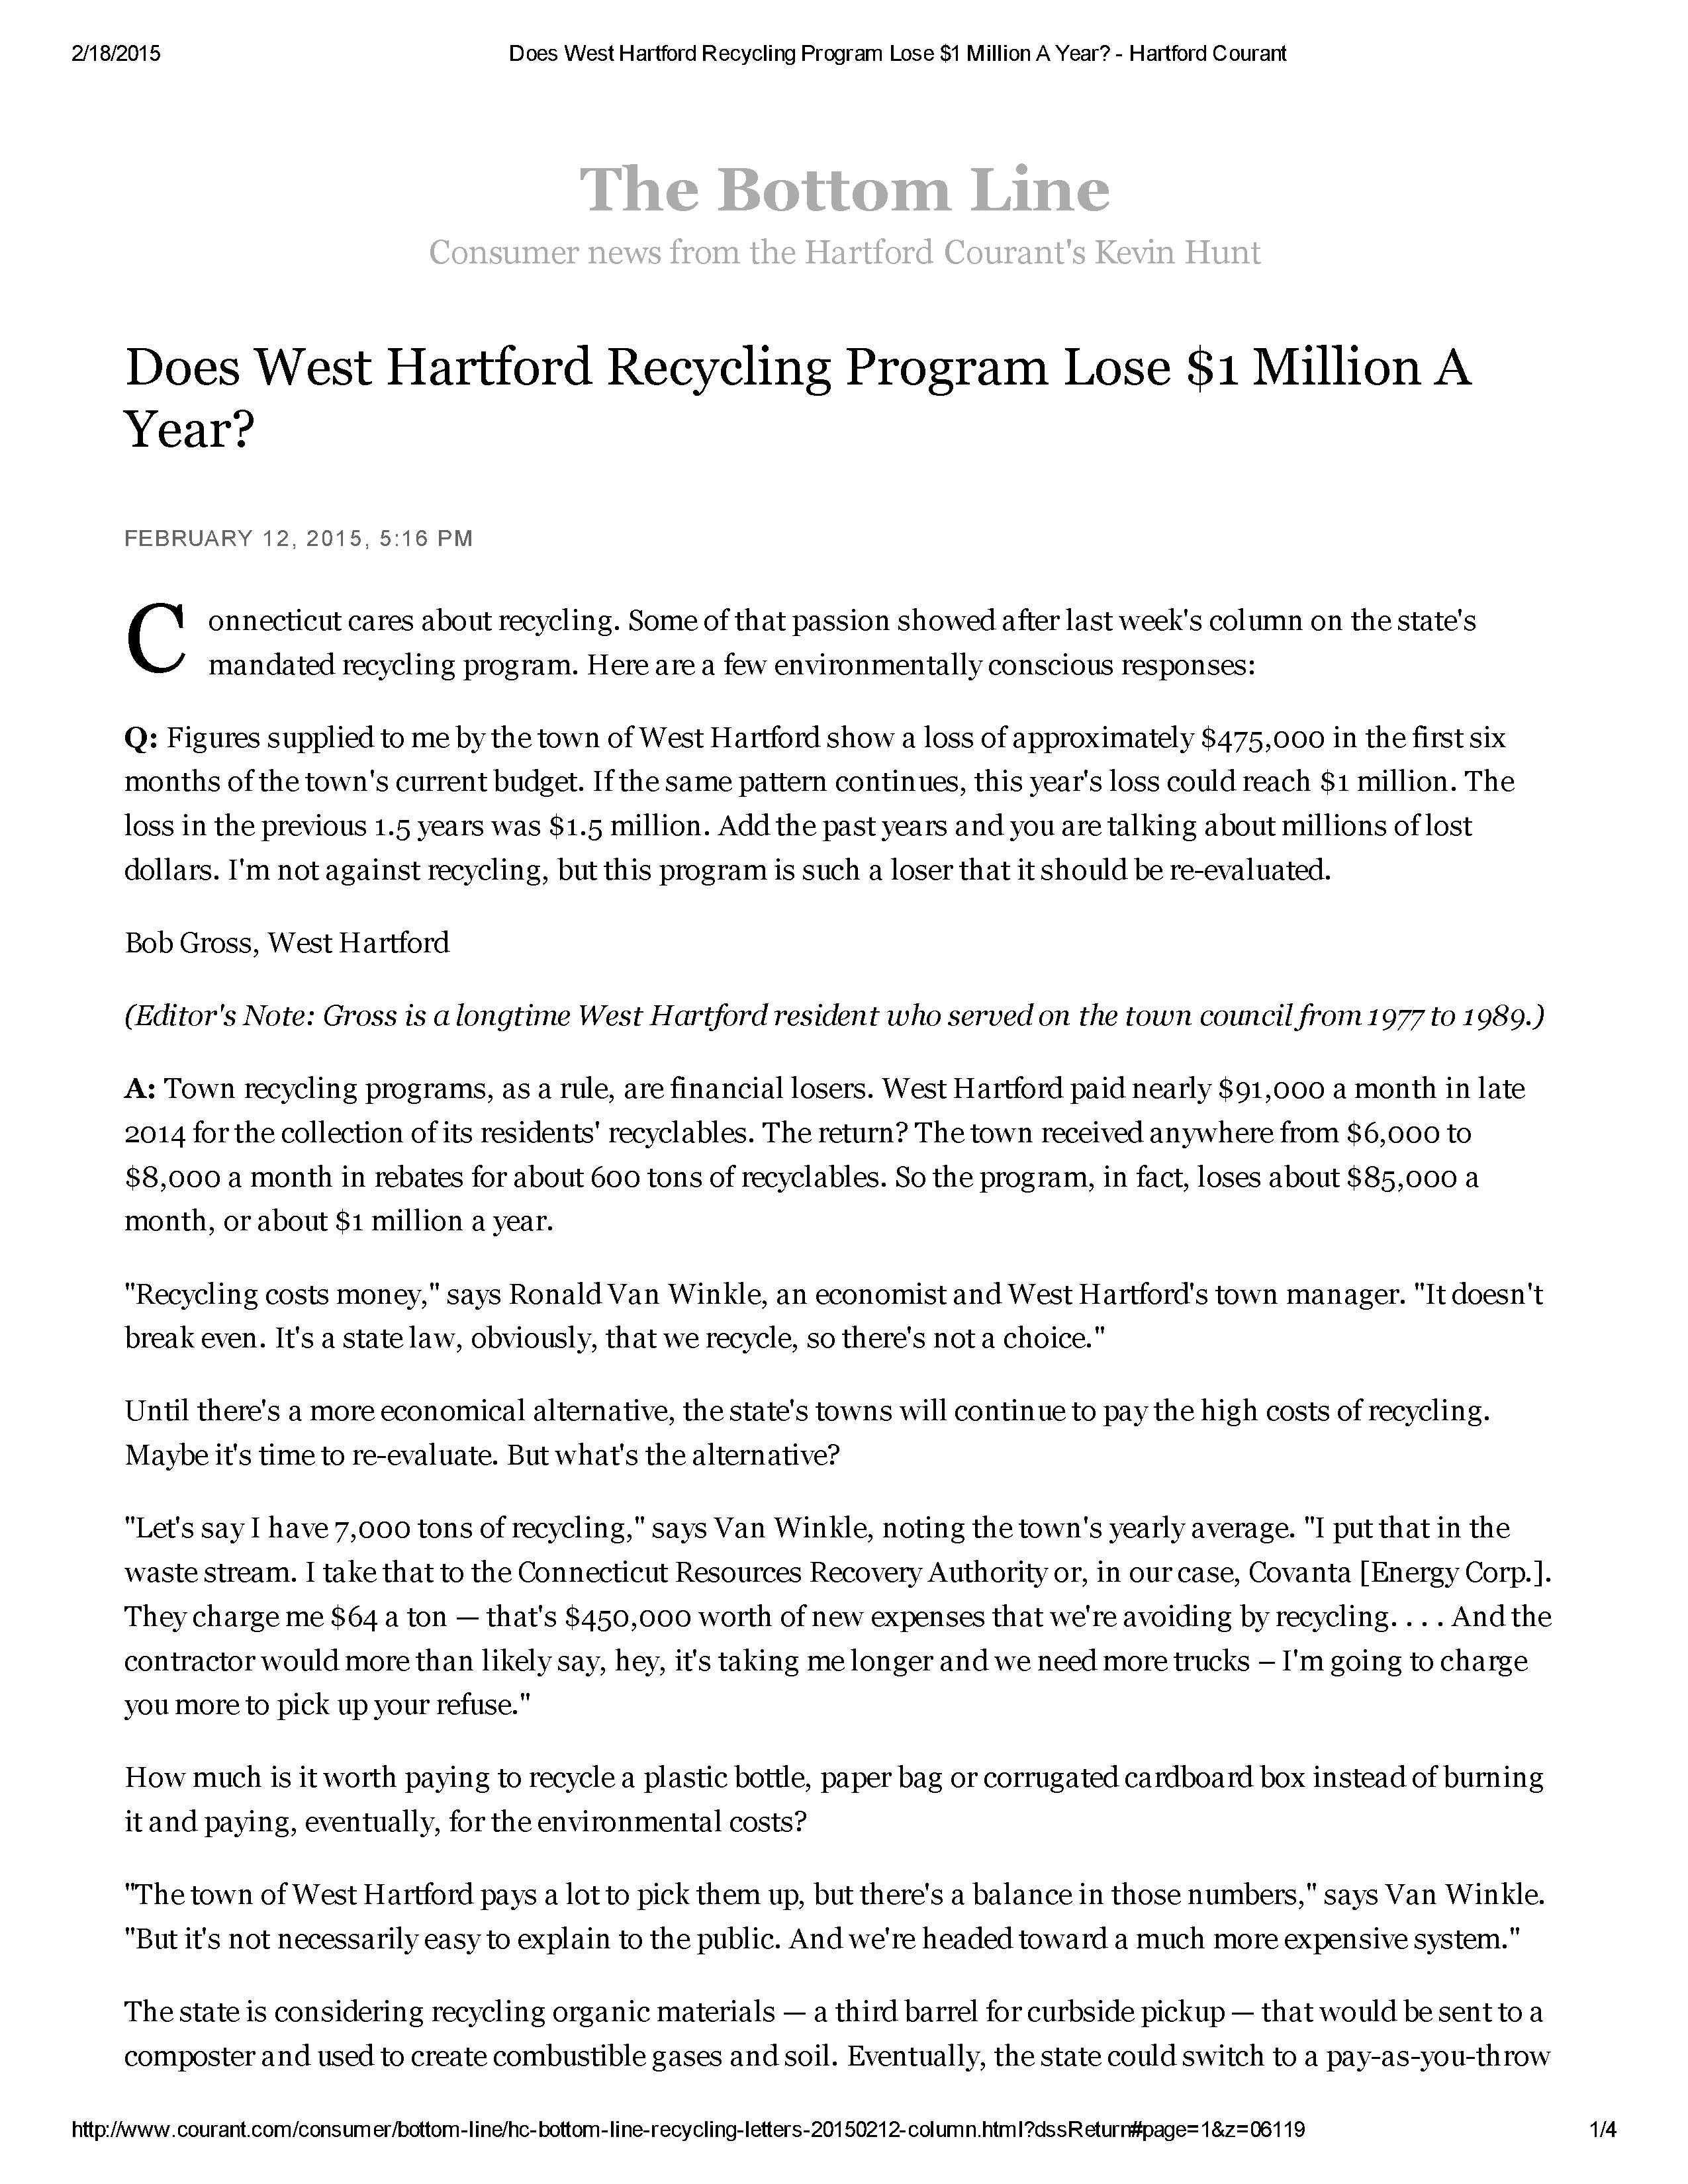 2/18/2015 Does West Hartford Recycling Program Lose $1 Million A Year? - Hartford Courant
The Bottom Line
Consumer news from the Hartford Courant's Kevin Hunt
Does West Hartford Recycling Program Lose $1 Million A
Year?
FEBRUARY 12, 2015, 5:16 PM
Connecticut cares about recycling. Some of that passion showed after last week's column on the state's
mandated recycling program. Here are a few environmentally conscious responses:
Q: Figures supplied to me by the town of West Hartford show a loss of approximately $475,000 in the first six
months of the town's current budget. If the same pattern continues, this year's loss could reach $1 million. The
loss in the previous 1.5 years was $1.5 million. Add the past years and you are talking about millions of lost
dollars. I'm not against recycling, but this program is such a loser that it should be re-evaluated.
Bob Gross, West Hartford
(Editor's Note: Gross is a longtime West Hartford resident who served on the town council from 1977 to 1989.)
A: Town recycling programs, as a rule, are financial losers. West Hartford paid nearly $91,000 a month in late
2014 for the collection of its residents' recyclables. The return? The town received anywhere from $6,000 to
$8,000 a month in rebates for about 600 tons of recyclables. So the program, in fact, loses about $85,000 a
month, or about $1 million a year.
"Recycling costs money," says Ronald Van Winkle, an economist and West Hartford's town manager. "It doesn't
break even. It's a state law, obviously, that we recycle, so there's not a choice."
Until there's a more economical alternative, the state's towns will continue to pay the high costs of recycling.
Maybe it's time to re-evaluate. But what's the alternative?
"Let's say I have 7,000 tons of recycling," says Van Winkle, noting the town's yearly average. "I put that in the
waste stream. I take that to the Connecticut Resources Recovery Authority or, in our case, Covanta [Energy Corp.].
They charge me $64 a ton — that's $450,000 worth of new expenses that we're avoiding by recycling. . . . And the
contractor would more than likely say, hey, it's taking me longer and we need more trucks – I'm going to charge
you more to pick up your refuse."
How much is it worth paying to recycle a plastic bottle, paper bag or corrugated cardboard box instead of burning
it and paying, eventually, for the environmental costs?
"The town of West Hartford pays a lot to pick them up, but there's a balance in those numbers," says Van Winkle.
"But it's not necessarily easy to explain to the public. And we're headed toward a much more expensive system."
The state is considering recycling organic materials — a third barrel for curbside pickup — that would be sent to a
composter and used to create combustible gases and soil. Eventually, the state could switch to a pay-as-you-throw
http://www.courant.com/consumer/bottom-line/hc-bottom-line-recycling-letters-20150212-column.html?dssReturn#page=1&z=06119 1/4